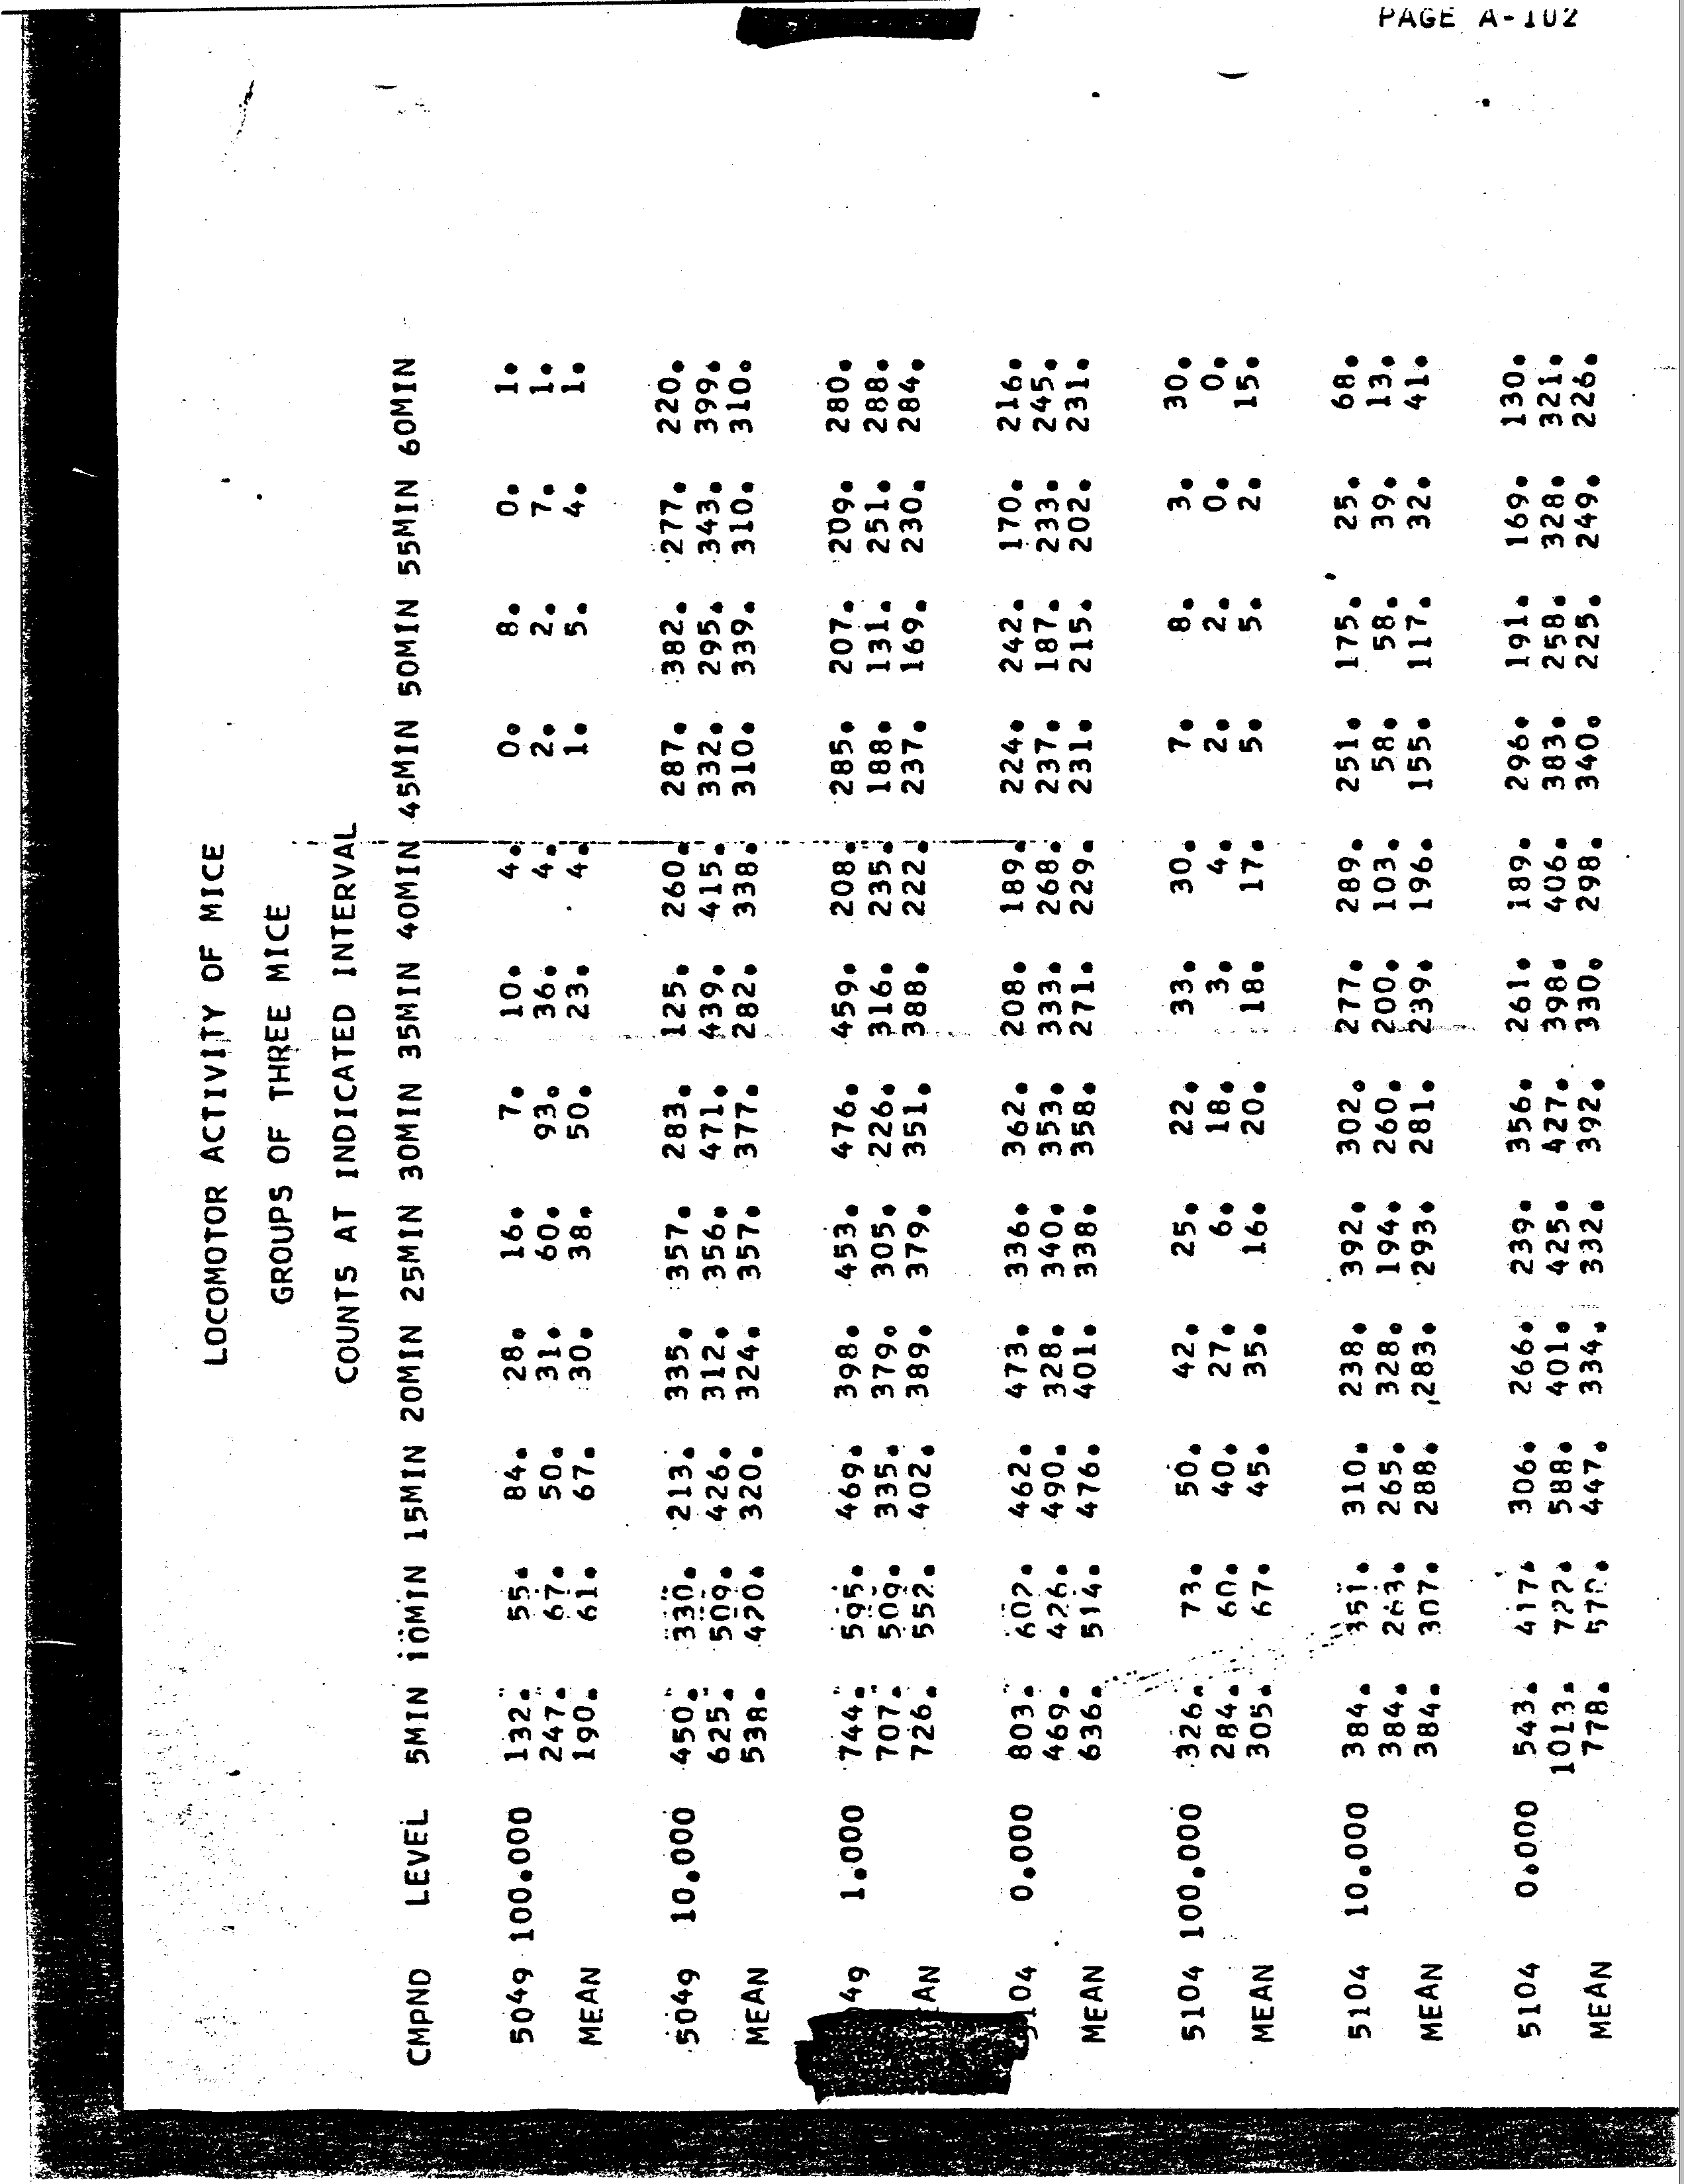 PAGE A-102
LOCOMOTOR ACTIVITY OF MICE
GROUPS OF THREE MICE
COUNTS AT INDICATED INTERVAL
CMPND LEVEL 5MIN 10MIN 15MIN 20MIN 25MIN 30MIN 35MIN 40MIN 45MIN 50MIN 55MIN 60MIN
5049 100.000 132. 55. 84. 28. 16. 7. 10. 4. 0. 8. 0. 1.
247. 67. 50. 31. 60. 93. 36. 4. 2. 2. 7. 1.
MEAN 190. 61. 67. 30. 38. 50. 23. 4. 1. 5. 4. 1.
5049 10.000 450. 330. 213. 335. 357. 283. 125. 260. 287. 382. 277. 220.
625. 509. 426. 312. 356. 471. 439. 415. 332. 295. 343. 399.
MEAN 538. 420. 320. 324. 357. 377. 282. 338. 310. 339. 310. 310.
49 1.000 744. 595. 469. 398. 453. 476. 459. 208. 285. 207. 209. 280.
707. 509. 335. 379. 305. 226. 316. 235. 188. 131. 251. 288.
AN 726. 552. 402. 389. 379. 351. 388. 222. 237. 169. 230. 284.
104 0.000 803. 602. 462. 473. 336. 362. 208. 189. 224. 242. 170. 216.
469. 426. 490. 328. 340. 353. 333. 268. 237. 187. 233. 245.
MEAN 636. 514. 476. 401. 338. 358. 271. 229. 231. 215. 202. 231.
5104 100.000 326. 73. 50. 42. 25. 22. 33. 30. 7. 8. 3. 30.
284. 60. 40. 27. 6. 18. 3. 4. 2. 2. 0. 0.
MEAN 305. 67. 45. 35. 16. 20. 18. 17. 5. 5. 2. 15.
5104 10.000 384. 351. 310. 238. 392. 302. 277. 289. 251. 175. 25. 68.
384. 263. 265. 328. 194. 260. 200. 103. 58. 58. 39. 13.
MEAN 384. 307. 288. 283. 293. 281. 239. 196. 155. 117. 32. 41.
5104 0.000 543. 417. 306. 266. 239. 356. 261. 189. 296. 191. 169. 130.
1013. 722. 588. 401. 425. 427. 398. 406. 383. 258. 328. 321.
MEAN 778. 570. 447. 334. 332. 392. 330. 298. 340. 225. 249. 226.